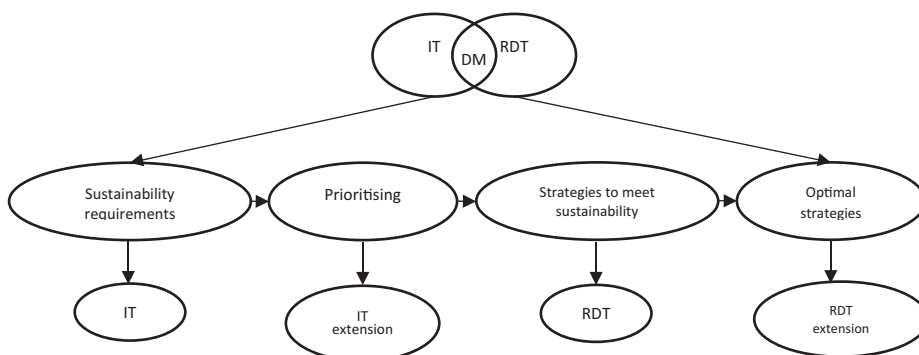 IT
DM
RDT
Sustainability
requirements
Prioritising
Strategies to meet
sustainability
Optimal
strategies
IT
IT
extension
RDT
RDT
extension